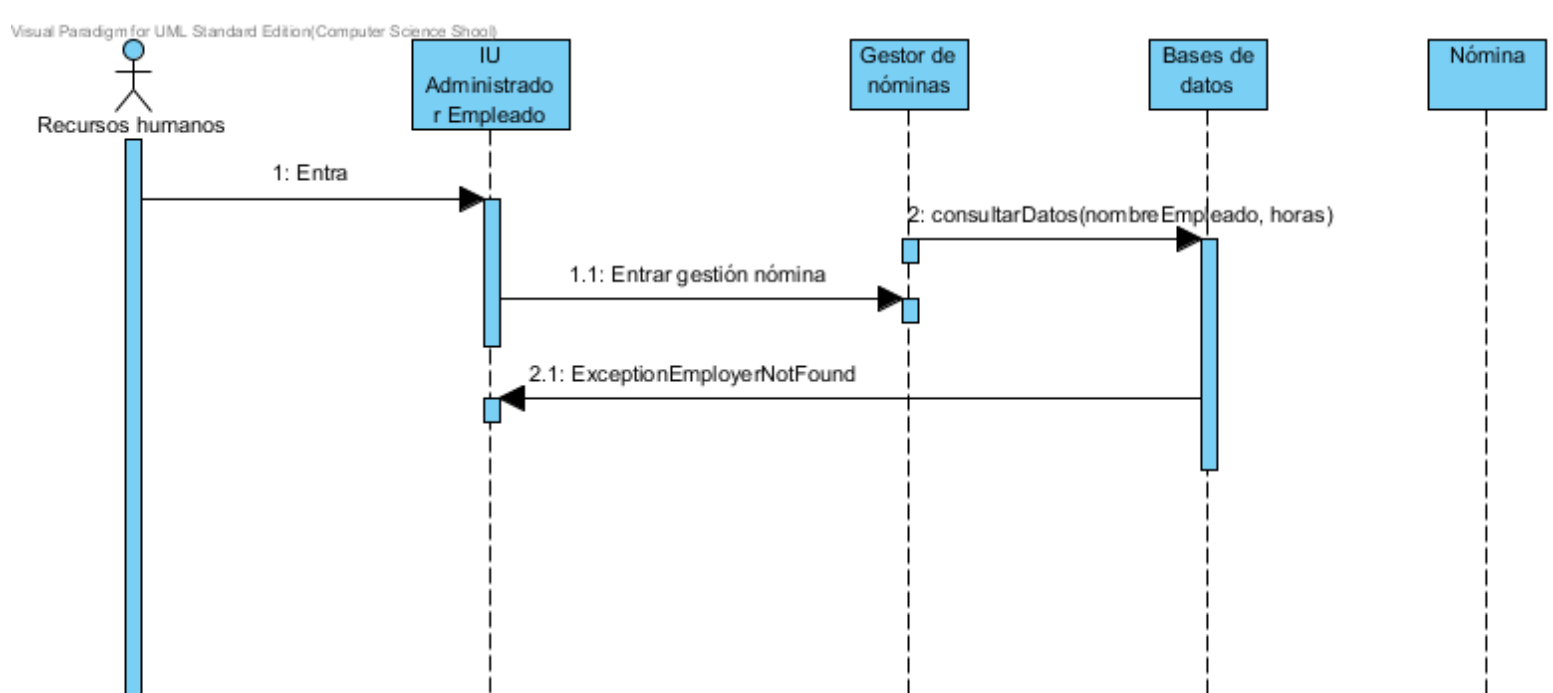 Visual Paradigm for UML Standard Edition(Computer Science Shool)
IU
Administrado
r Empleado
Gestor de
nóminas
Bases de
datos
Nómina
Recursos humanos
1: Entra
2: consultarDatos(nombreEmpleado, horas)
1.1: Entrar gestión nómina
2.1: ExceptionEmployerNotFound